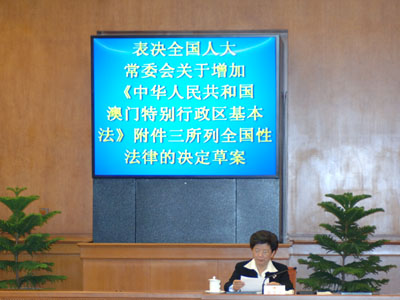 表决全国人大
常委会关于增加
《中华人民共和国
澳门特别行政区基本
法》附件三所列全国性
法律的决定草案